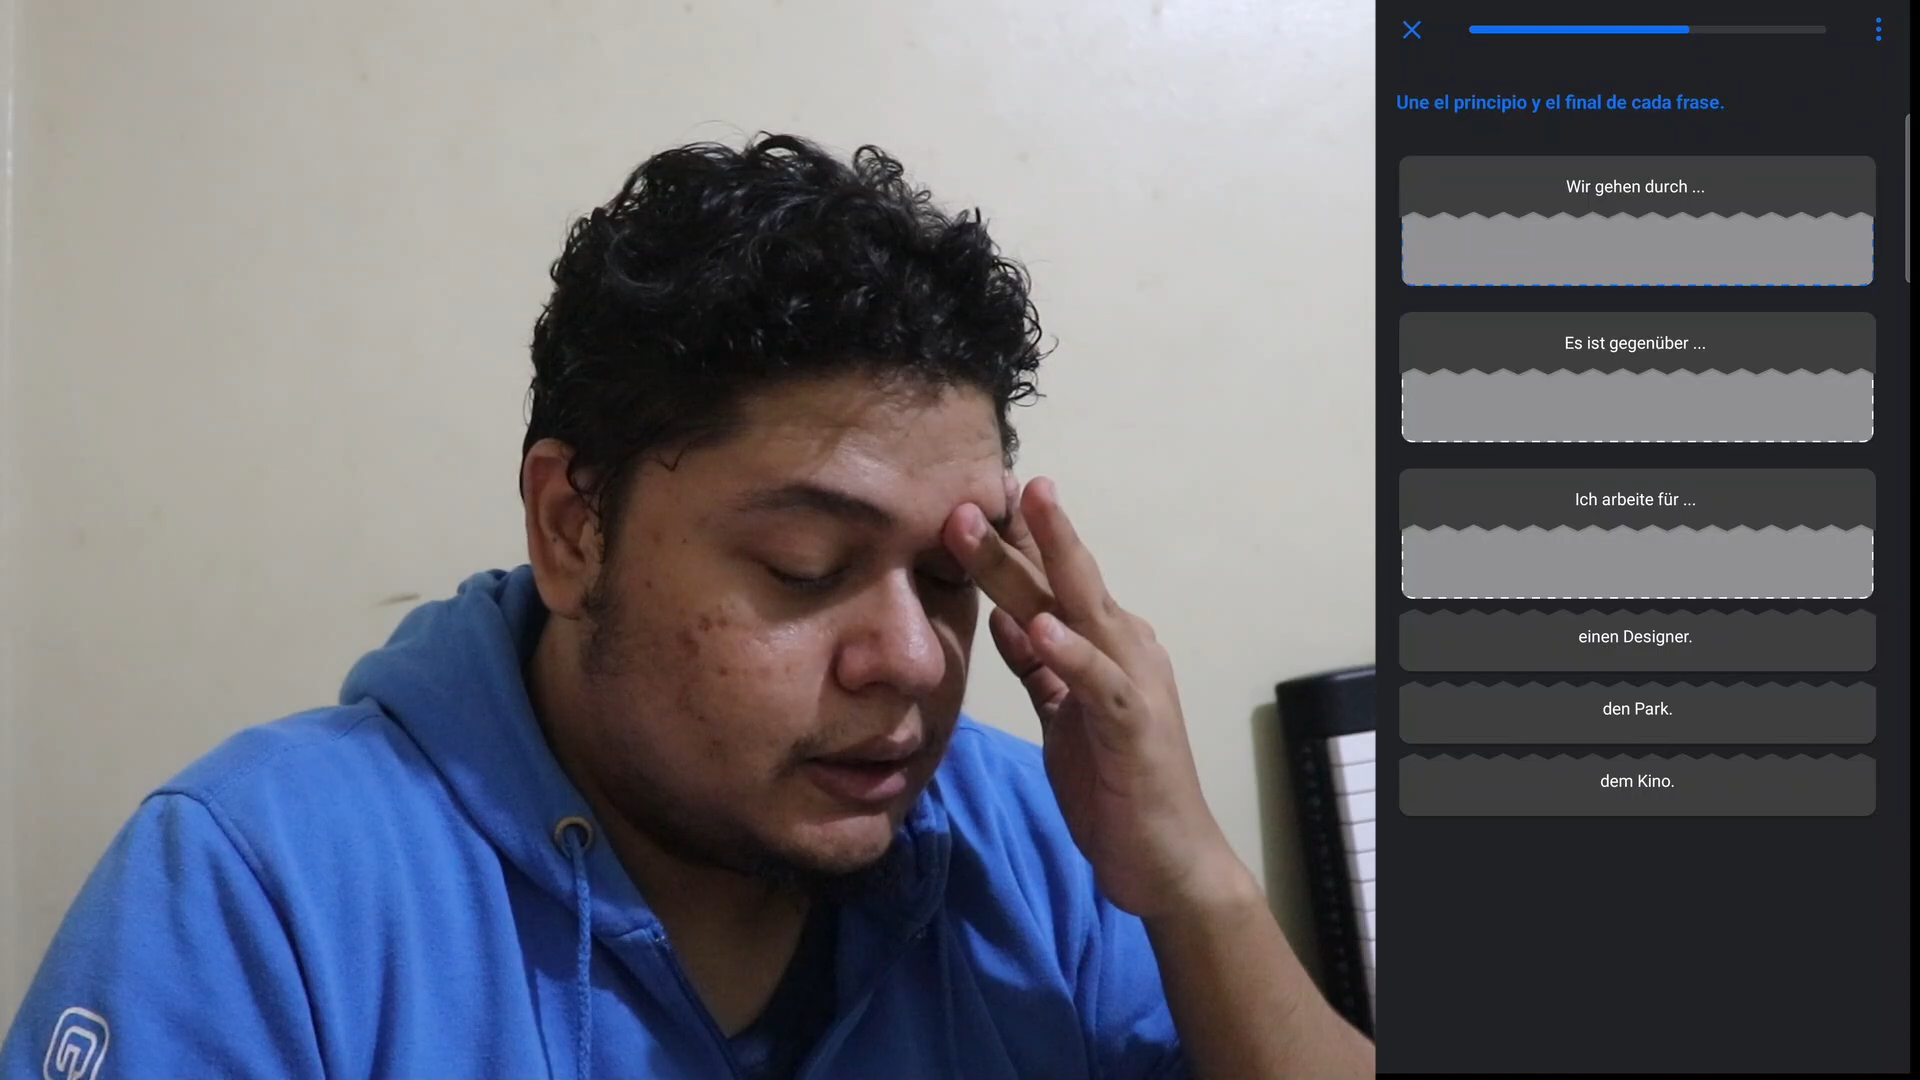 Une el principio y el final de cada frase.
Wir gehen durch ...
Es ist gegenüber ...
Ich arbeite für ...
einen Designer.
den Park.
dem Kino.